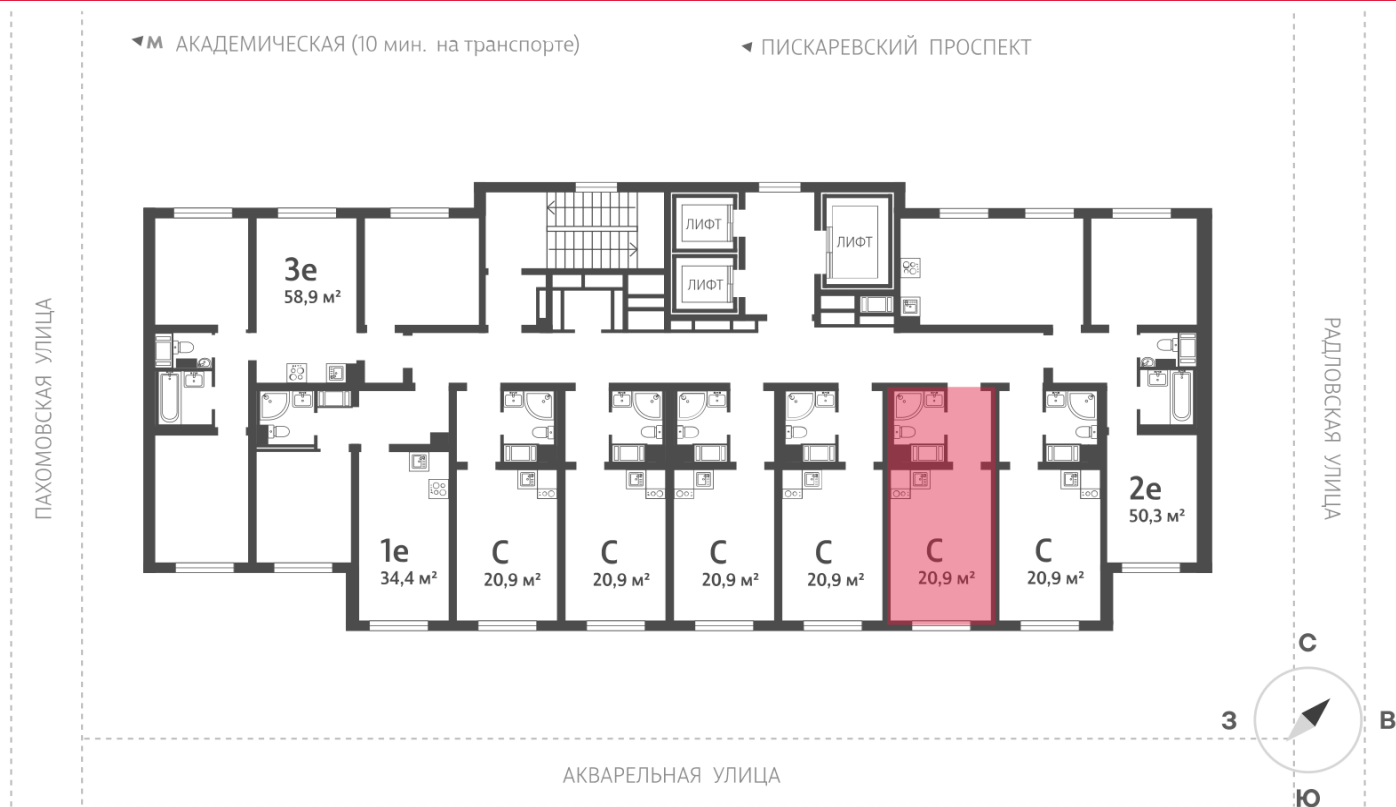 М АКАДЕМИЧЕСКАЯ (10 мин. на транспорте)
ПИСКАРЕВСКИЙ ПРОСПЕКТ
ЛИФТ
ЛИФТ
ЛИФТ
3е
58,9 м²
ПАХОМОВСКАЯ УЛИЦА
РАДЛОВСКАЯ УЛИЦА
2е
50,3 м²
1е
34,4 м²
С
20,9 м²
С
20,9 м²
С
20,9 м²
С
20,9 м²
С
20,9 м²
С
20,9 м²
С
З
В
Ю
АКВАРЕЛЬНАЯ УЛИЦА